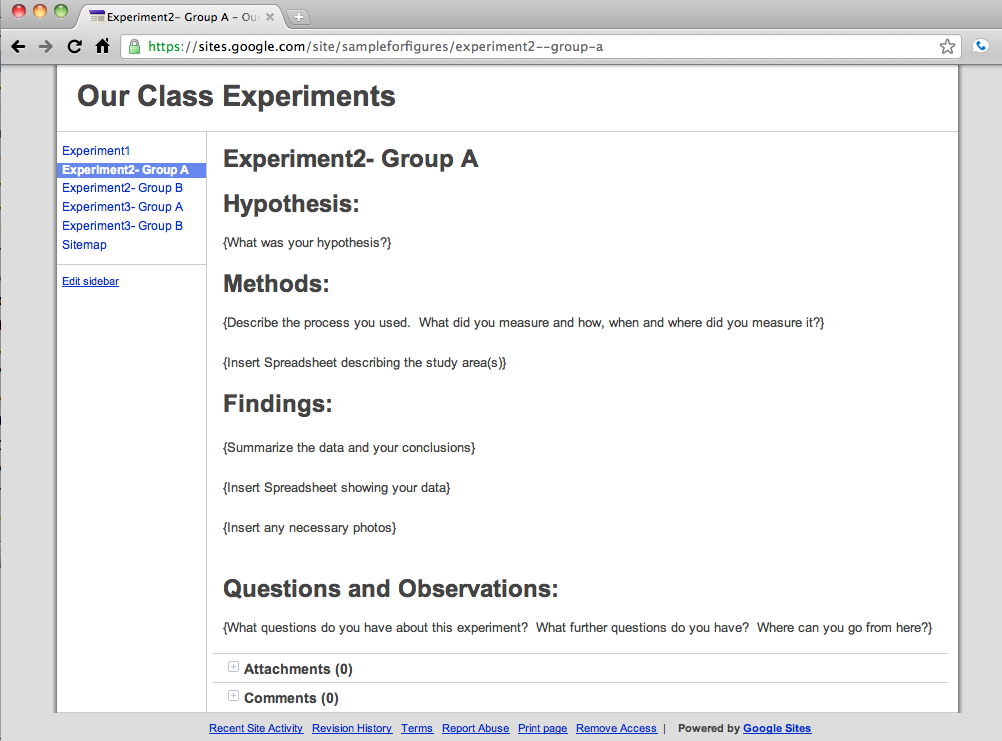 Experiment2- Group A - Ou
https://sites.google.com/site/sampleforfigures/experiment2--group-a
Our Class Experiments
Experiment1
Experiment2- Group A
Experiment2- Group B
Experiment3- Group A
Experiment3- Group B
Sitemap
Edit sidebar
Experiment2- Group A
Hypothesis:
{What was your hypothesis?}
Methods:
{Describe the process you used.  What did you measure and how, when and where did you measure it?}
{Insert Spreadsheet describing the study area(s)}
Findings:
{Summarize the data and your conclusions}
{Insert Spreadsheet showing your data}
{Insert any necessary photos}
Questions and Observations:
{What questions do you have about this experiment?  What further questions do you have?  Where can you go from here?}
Attachments (0)
Comments (0)
Recent Site Activity Revision History Terms Report Abuse Print page Remove Access | Powered by Google Sites